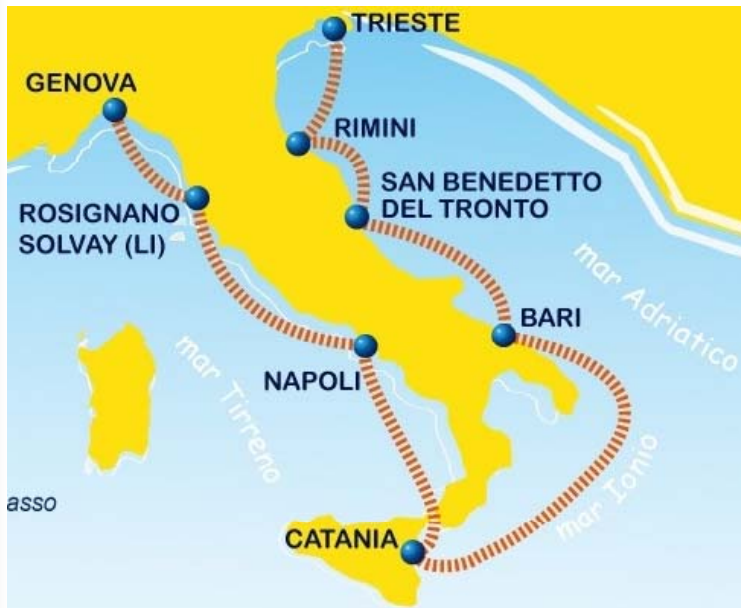 TRIESTE
GENOVA
RIMINI
SAN BENEDETTO
DEL TRONTO
ROSIGNANO
SOLVAY (LI)
mar Adriatico
BARI
mar Tirreno
NAPOLI
mar Ionio
asso
CATANIA